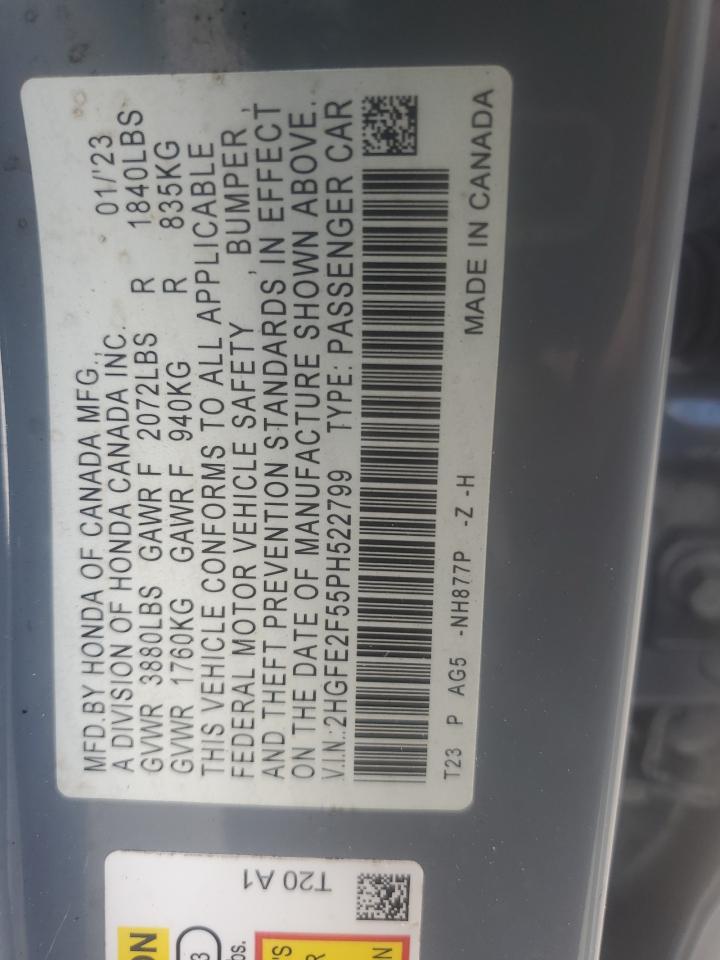 MFD.BY HONDA OF CANADA MFG., 01/'23
A DIVISION OF HONDA CANADA INC.
GVWR 3880LBS GAWR F 2072LBS R 1840LBS
GVWR 1760KG GAWR F 940KG R 835KG
THIS VEHICLE CONFORMS TO ALL APPLICABLE
FEDERAL MOTOR VEHICLE SAFETY , BUMPER ,
AND THEFT PREVENTION STANDARDS IN EFFECT
ON THE DATE OF MANUFACTURE SHOWN ABOVE.
V.I.N.:2HGFE2F55PH522799 TYPE: PASSENGER CAR
MADE IN CANADA
T23 P AG5 -NH877P -Z -H
T20 A1